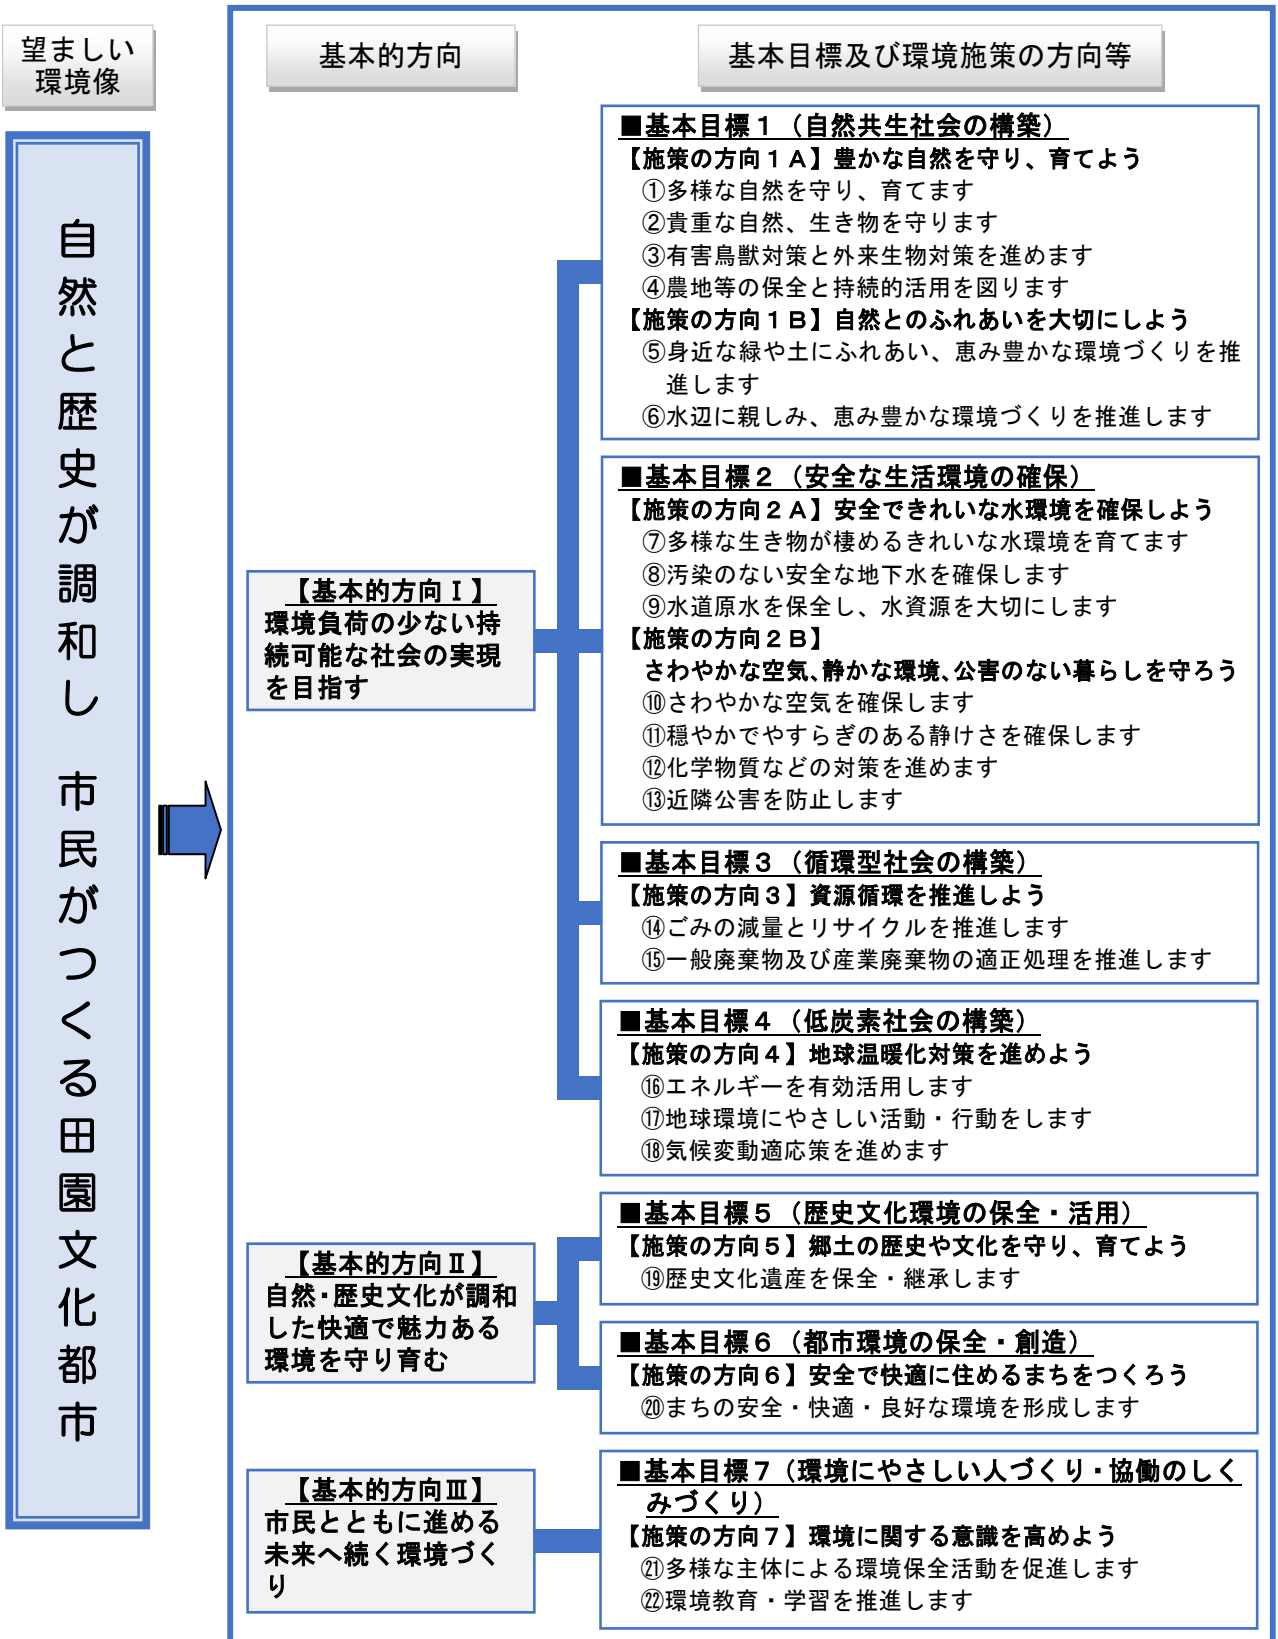 望ましい
環境像
自然と歴史が調和し 市民がつくる田園文化都市
基本的方向
基本目標及び環境施策の方向等
【基本的方向Ⅰ】
環境負荷の少ない持
続可能な社会の実現
を目指す
■基本目標１（自然共生社会の構築）
【施策の方向１Ａ】豊かな自然を守り、育てよう
①多様な自然を守り、育てます
②貴重な自然、生き物を守ります
③有害鳥獣対策と外来生物対策を進めます
④農地等の保全と持続的活用を図ります
【施策の方向１Ｂ】自然とのふれあいを大切にしよう
⑤身近な緑や土にふれあい、恵み豊かな環境づくりを推
進します
⑥水辺に親しみ、恵み豊かな環境づくりを推進します
■基本目標２（安全な生活環境の確保）
【施策の方向２Ａ】安全できれいな水環境を確保しよう
⑦多様な生き物が棲めるきれいな水環境を育てます
⑧汚染のない安全な地下水を確保します
⑨水道原水を保全し、水資源を大切にします
【施策の方向２Ｂ】
さわやかな空気、静かな環境、公害のない暮らしを守ろう
⑩さわやかな空気を確保します
⑪穏やかでやすらぎのある静けさを確保します
⑫化学物質などの対策を進めます
⑬近隣公害を防止します
■基本目標３（循環型社会の構築）
【施策の方向３】資源循環を推進しよう
⑭ごみの減量とリサイクルを推進します
⑮一般廃棄物及び産業廃棄物の適正処理を推進します
■基本目標４（低炭素社会の構築）
【施策の方向４】地球温暖化対策を進めよう
⑯エネルギーを有効活用します
⑰地球環境にやさしい活動・行動をします
⑱気候変動適応策を進めます
【基本的方向Ⅱ】
自然・歴史文化が調和
した快適で魅力ある
環境を守り育む
■基本目標５（歴史文化環境の保全・活用）
【施策の方向５】郷土の歴史や文化を守り、育てよう
⑲歴史文化遺産を保全・継承します
■基本目標６（都市環境の保全・創造）
【施策の方向６】安全で快適に住めるまちをつくろう
⑳まちの安全・快適・良好な環境を形成します
【基本的方向Ⅲ】
市民とともに進める
未来へ続く環境づく
り
■基本目標７（環境にやさしい人づくり・協働のしく
みづくり）
【施策の方向７】環境に関する意識を高めよう
㉑多様な主体による環境保全活動を促進します
㉒環境教育・学習を推進します